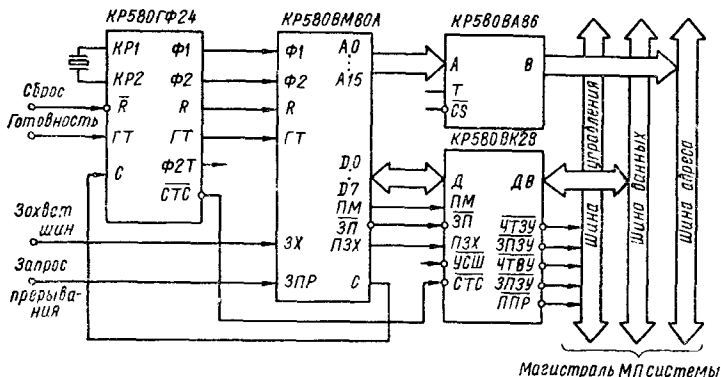 КР580ГФ24
КР580ВМ80А
КР580ВА86
КР580ВК28
КР1
КР2
R
ГТ
С
Ф1
Ф2
R
ГТ
Ф2Т
СТС
Сброс
Готовность
Захват
шин
Запрос
прерыва-
ния
Ф1
Ф2
R
ГТ
ЗХ
ЗПР
А0
А15
D0
D7
ПМ
ЗП
ПЗХ
С
А
В
Т
CS
Д
ДВ
ПМ
ЗП
ПЗХ
УСШ
СТС
ЧТЗУ
ЗПЗУ
ЧТВУ
ЗПЗУ
ППР
Шина управления
Шина данных
Шина адреса
Магистраль МП системы